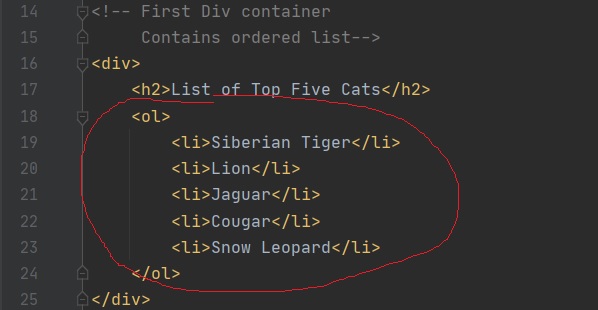 14 <!-- First Div container
15 Contains ordered list-->
16 <div>
17 <h2>List of Top Five Cats</h2>
18 <ol>
19 <li>Siberian Tiger</li>
20 <li>Lion</li>
21 <li>Jaguar</li>
22 <li>Cougar</li>
23 <li>Snow Leopard</li>
24 </ol>
25 </div>